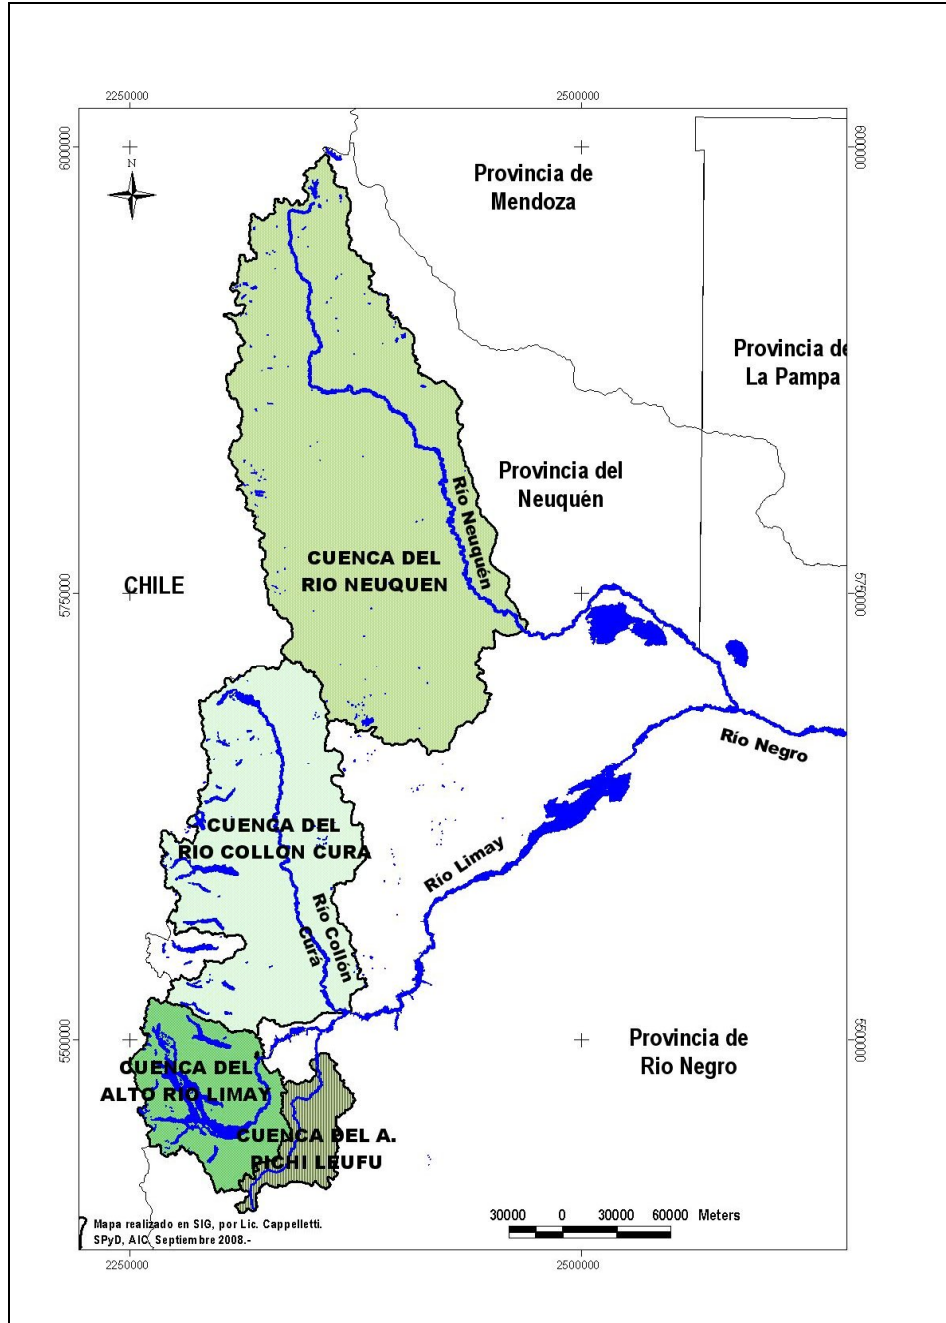 2250000
2500000
6000000
6000000
N
Provincia de
Mendoza
Provincia de
La Pampa
Provincia del
Neuquén
Río Neuquén
CUENCA DEL
RIO NEUQUEN
CHILE
5750000
5750000
Río Negro
CUENCA DEL
RIO COLLON CURA
Río Limay
Río Collón
Curá
5500000
5500000
Provincia de
Rio Negro
CUENCA DEL
ALTO RIO LIMAY
CUENCA DEL A.
PICHI LEUFU
30000 0 30000 60000 Meters
Mapa realizado en SIG, por Lic. Cappelletti.
SPyD, AIC. Septiembre 2008.-
2250000
2500000